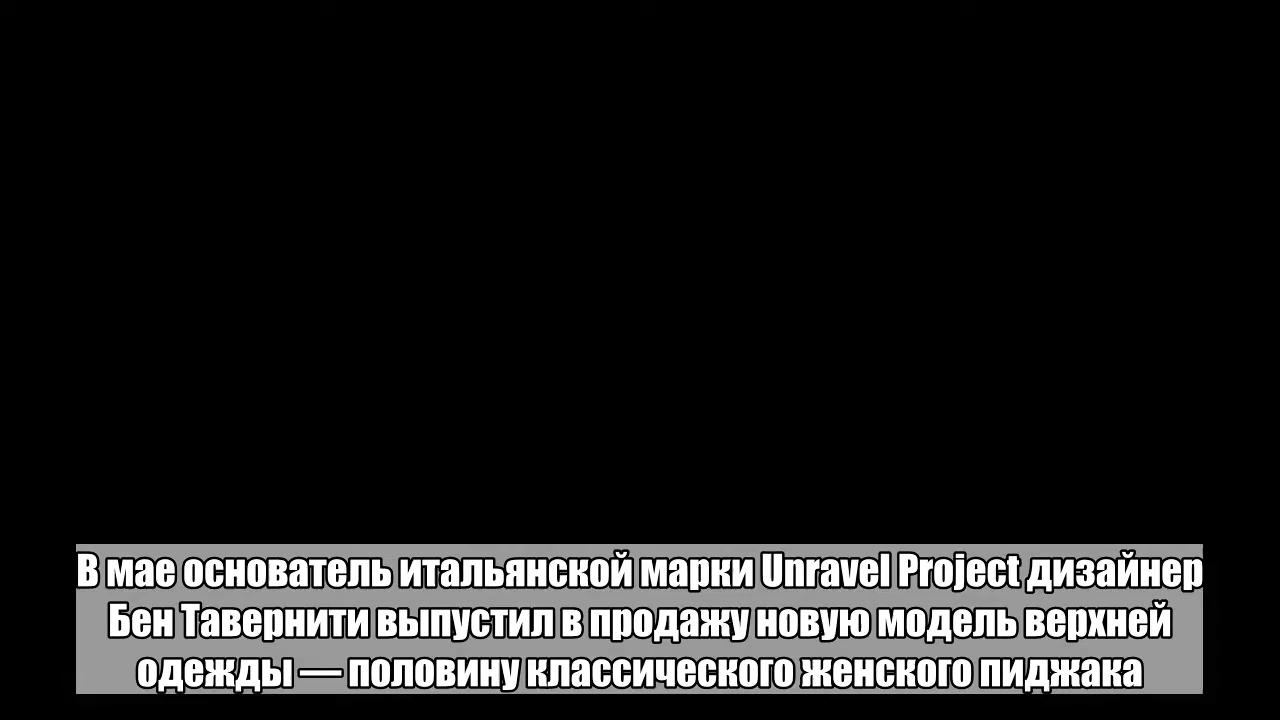 В мае основатель итальянской марки Unravel Project дизайнер
Бен Тавернити выпустил в продажу новую модель верхней
одежды — половину классического женского пиджака